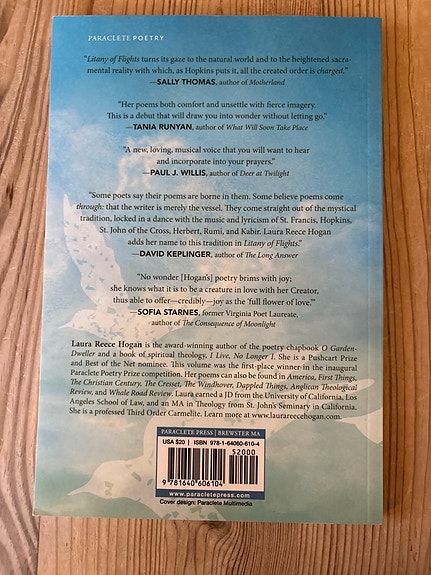 PARACLETE POETRY
"Litany of Flights turns its gaze to the natural world and to the heightened sacra-
mental reality with which, as Hopkins puts it, all the created order is charged."
—SALLY THOMAS, author of Motherland
"Her poems both comfort and unsettle with fierce imagery.
This is a debut that will draw you into wonder without letting go."
—TANIA RUNYAN, author of What Will Soon Take Place
"A new, loving, musical voice that you will want to hear
and incorporate into your prayers."
—PAUL J. WILLIS, author of Deer at Twilight
"Some poets say their poems are born in them. Some believe poems come
through: that the writer is merely the vessel. They come straight out of the mystical
tradition, locked in a dance with the music and lyricism of St. Francis, Hopkins,
St. John of the Cross, Herbert, Rumi, and Kabir. Laura Reece Hogan
adds her name to this tradition in Litany of Flights."
—DAVID KEPLINGER, author of The Long Answer
"No wonder [Hogan's] poetry brims with joy;
she knows what it is to be a creature in love with her Creator,
thus able to offer—credibly—joy as the 'full flower of love.'"
—SOFIA STARNES, former Virginia Poet Laureate,
author of The Consequence of Moonlight
Laura Reece Hogan is the award-winning author of the poetry chapbook O Garden-
Dweller and a book of spiritual theology, I Live, No Longer I. She is a Pushcart Prize
and Best of the Net nominee. This volume was the first-place winner in the inaugural
Paraclete Poetry Prize competition. Her poems can also be found in America, First Things,
The Christian Century, The Cresset, The Windhover, Dappled Things, Anglican Theological
Review, and Whale Road Review. Laura earned a JD from the University of California, Los
Angeles School of Law, and an MA in Theology from St. John's Seminary in California.
She is a professed Third Order Carmelite. Learn more at www.laurareecehogan.com.
PARACLETE PRESS | BREWSTER MA
USA $20 | ISBN 978-1-64060-610-4
52000
9 781640 606104
www.paracletepress.com
Cover design: Paraclete Multimedia